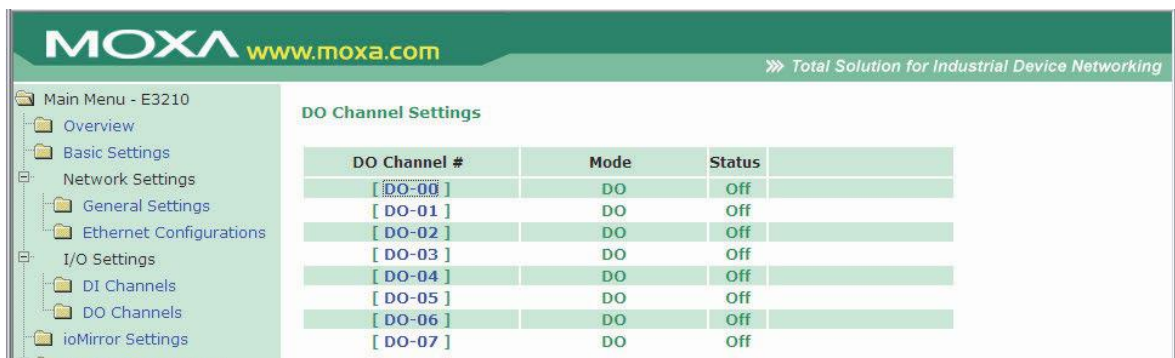 MOXA www.moxa.com
Total Solution for Industrial Device Networking
Main Menu - E3210
Overview
Basic Settings
Network Settings
General Settings
Ethernet Configurations
I/O Settings
DI Channels
DO Channels
ioMirror Settings
DO Channel Settings
DO Channel # Mode Status
[ DO-00 ] DO Off
[ DO-01 ] DO Off
[ DO-02 ] DO Off
[ DO-03 ] DO Off
[ DO-04 ] DO Off
[ DO-05 ] DO Off
[ DO-06 ] DO Off
[ DO-07 ] DO Off